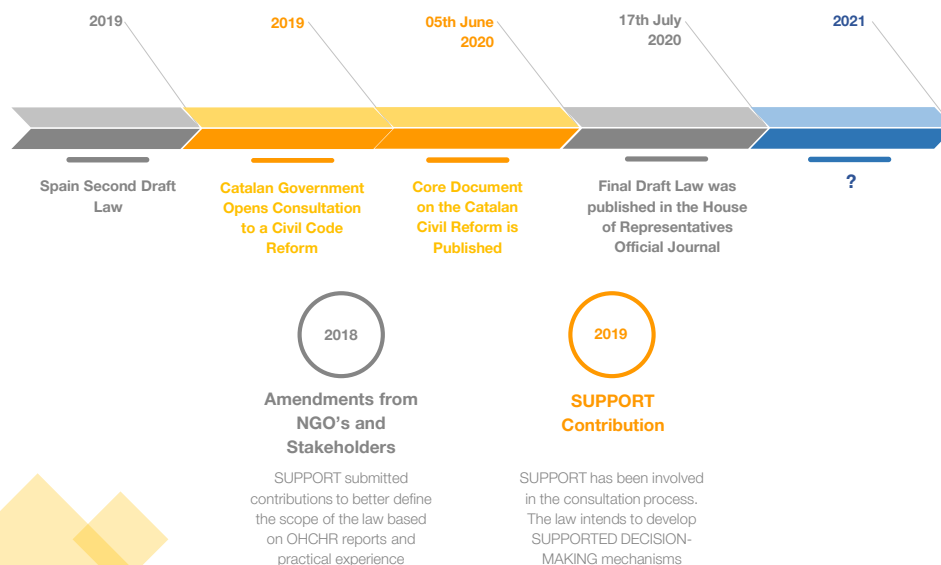 2019
Spain Second Draft
Law
2019
Catalan Government
Opens Consultation
to a Civil Code
Reform
05th June
2020
Core Document
on the Catalan
Civil Reform is
Published
17th July
2020
Final Draft Law was
published in the House
of Representatives
Official Journal
2021
?
2018
Amendments from
NGO's and
Stakeholders
SUPPORT submitted
contributions to better define
the scope of the law based
on OHCHR reports and
practical experience
2019
SUPPORT
Contribution
SUPPORT has been involved
in the consultation process.
The law intends to develop
SUPPORTED DECISION-
MAKING mechanisms